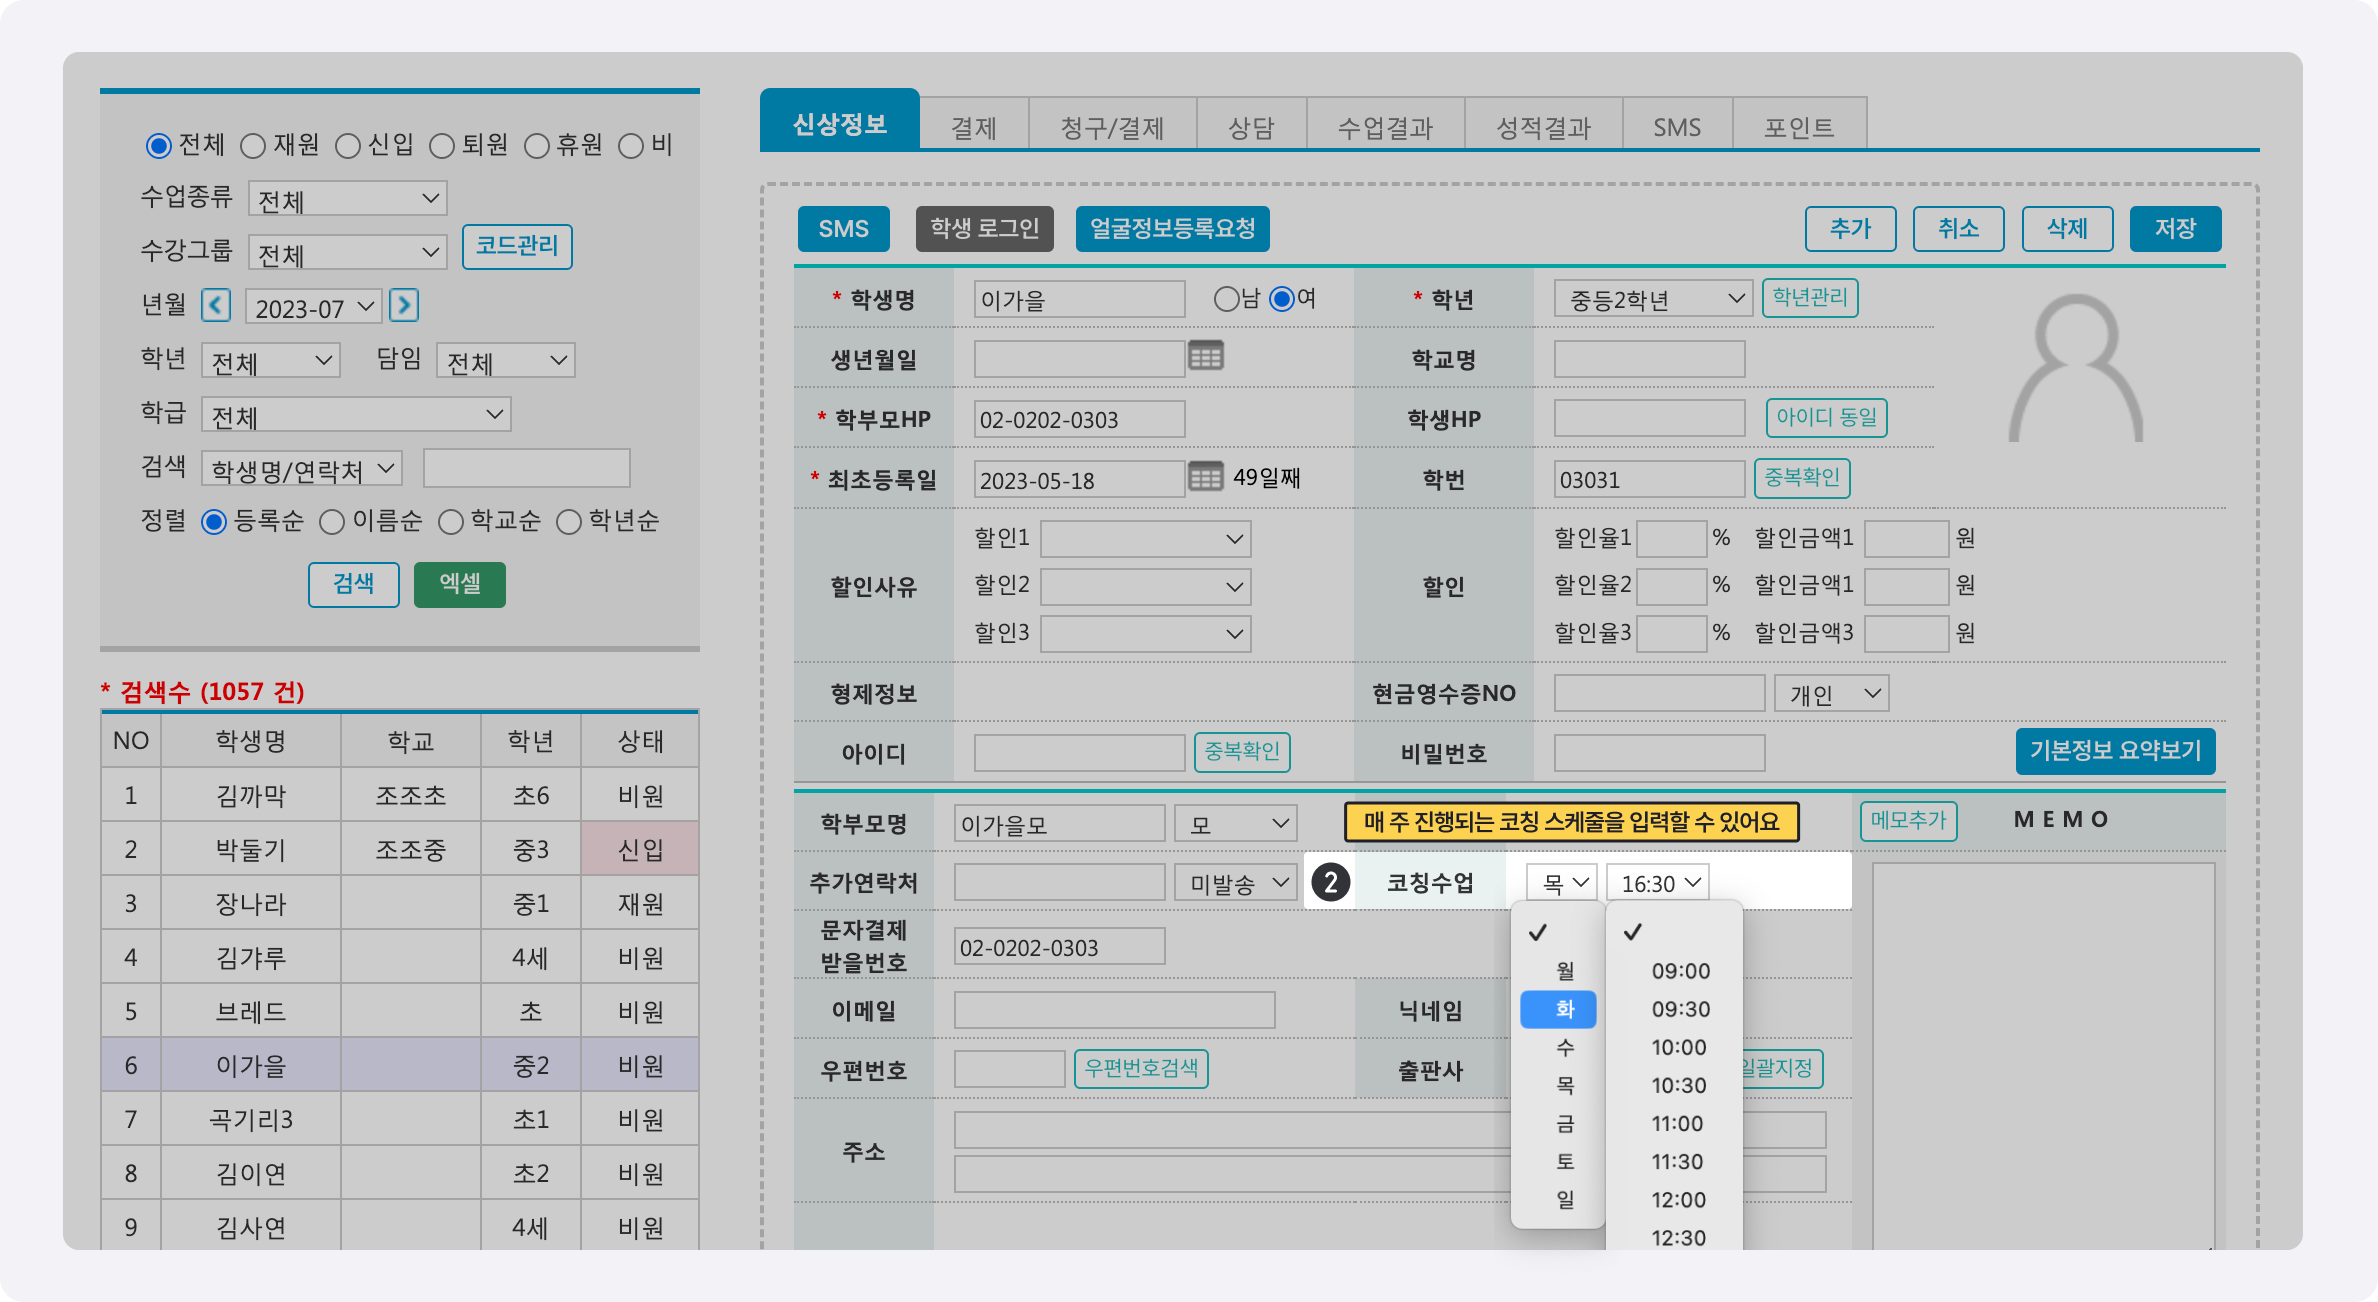 전체 재원 신입 퇴원 휴원 비
수업종류 전체
수강그룹 전체 코드관리
년월 2023-07
학년 전체 담임 전체
학급 전체
검색 학생명/연락처
정렬 등록순 이름순 학교순 학년순
검색 엑셀
* 검색수 (1057 건)
NO 학생명 학교 학년 상태
1 김까막 조조초 초6 비원
2 박둘기 조조중 중3 신입
3 장나라 중1 재원
4 김갸루 4세 비원
5 브레드 초 비원
6 이가을 중2 비원
7 곡기리3 초1 비원
8 김이연 초2 비원
9 김사연 4세 비원
신상정보 결제 청구/결제 상담 수업결과 성적결과 SMS 포인트
SMS 학생 로그인 얼굴정보등록요청 추가 취소 삭제 저장
* 학생명 이가을 남 여 * 학년 중등2학년 학년관리
생년월일 학교명
* 학부모HP 02-0202-0303 학생HP 아이디 동일
* 최초등록일 2023-05-18 49일째 학번 03031 중복확인
할인사유 할인1 할인 할인율1 % 할인금액1 원
할인2 할인율2 % 할인금액1 원
할인3 할인율3 % 할인금액3 원
형제정보 현금영수증NO 개인
아이디 중복확인 비밀번호 기본정보 요약보기
학부모명 이가을모 모 매 주 진행되는 코칭 스케줄을 입력할 수 있어요 메모추가 MEMO
추가연락처 미발송 2 코칭수업 목 16:30
문자결제
받을번호 02-0202-0303
이메일 닉네임
우편번호 우편번호검색 출판사 일괄지정
주소
월
화
수
목
금
토
일
09:00
09:30
10:00
10:30
11:00
11:30
12:00
12:30